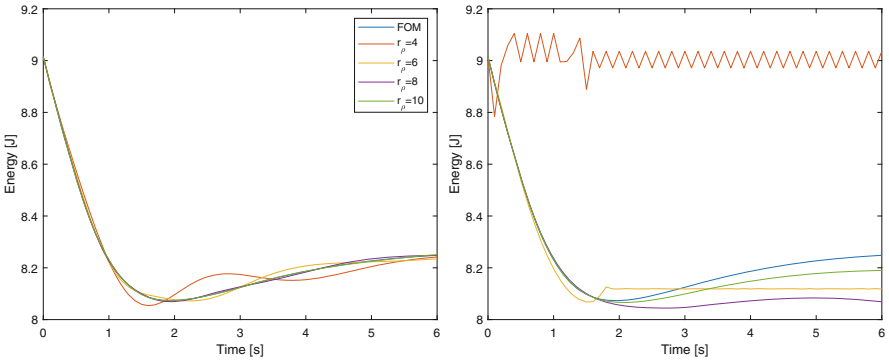 9.2
9
8.8
8.6
8.4
8.2
8
Energy [J]
0 1 2 3 4 5 6
Time [s]
FOM
r_ρ=4
r_ρ=6
r_ρ=8
r_ρ=10
9.2
9
8.8
8.6
8.4
8.2
8
Energy [J]
0 1 2 3 4 5 6
Time [s]